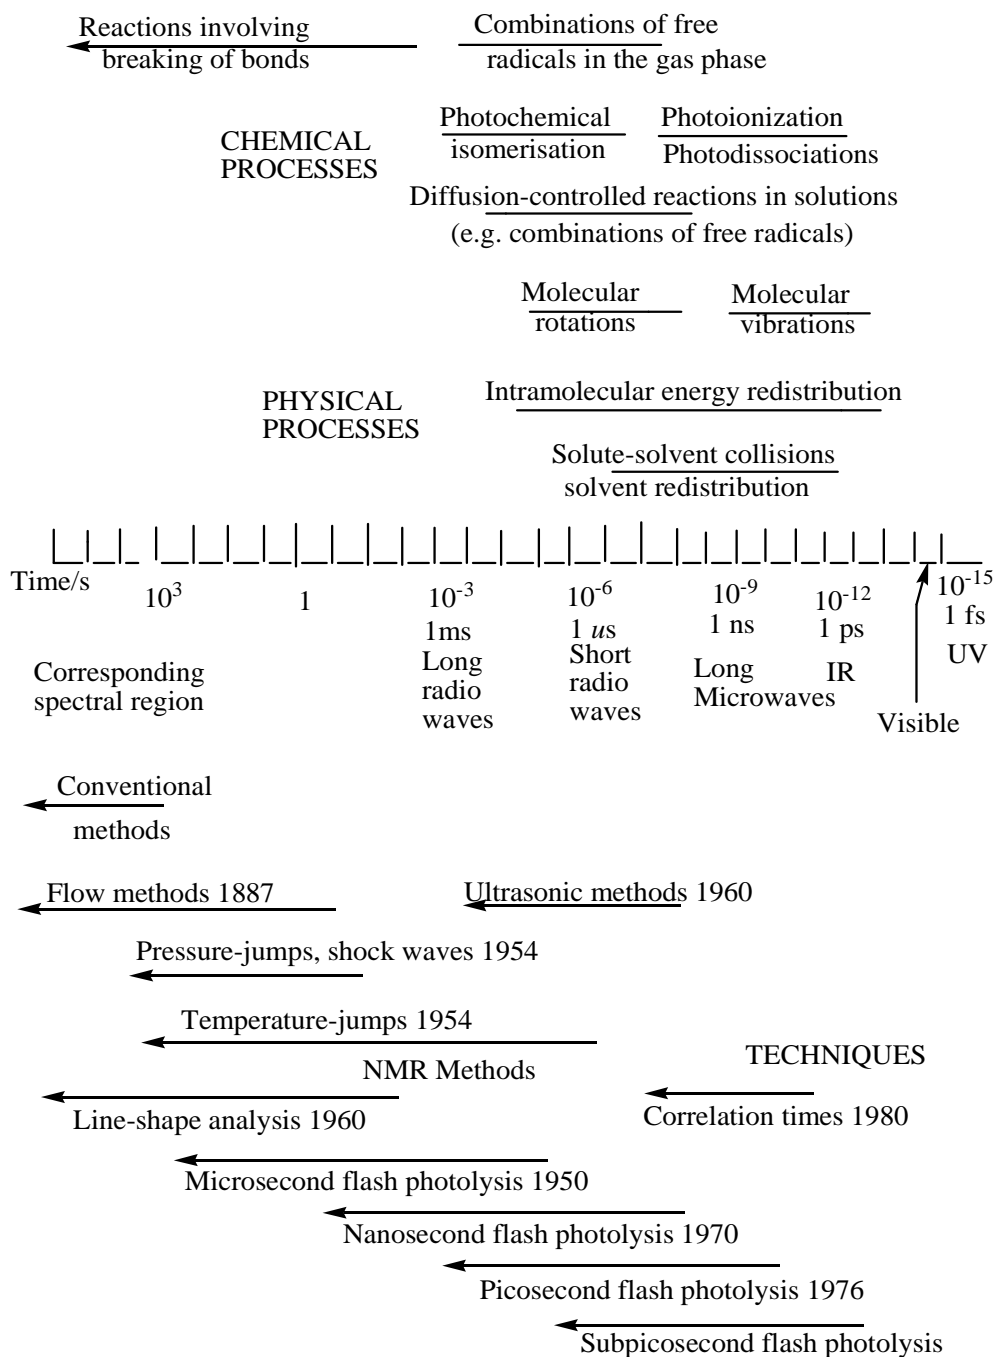 Reactions involving
breaking of bonds
Combinations of free
radicals in the gas phase
CHEMICAL
PROCESSES
Photochemical
isomerisation
Photoionization
Photodissociations
Diffusion-controlled reactions in solutions
(e.g. combinations of free radicals)
Molecular
rotations
Molecular
vibrations
PHYSICAL
PROCESSES
Intramolecular energy redistribution
Solute-solvent collisions
solvent redistribution
Time/s
10³
1
10⁻³
1ms
10⁻⁶
1 us
10⁻⁹
1 ns
10⁻¹²
1 ps
10⁻¹⁵
1 fs
Corresponding
spectral region
Long
radio
waves
Short
radio
waves
Long
Microwaves
IR
Visible
UV
Conventional
methods
Flow methods 1887
Ultrasonic methods 1960
Pressure-jumps, shock waves 1954
Temperature-jumps 1954
TECHNIQUES
NMR Methods
Line-shape analysis 1960
Correlation times 1980
Microsecond flash photolysis 1950
Nanosecond flash photolysis 1970
Picosecond flash photolysis 1976
Subpicosecond flash photolysis